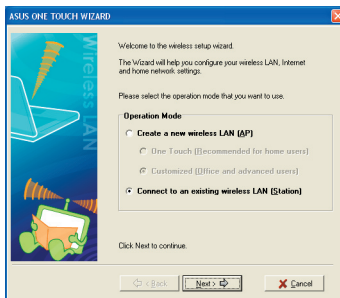 ASUS ONE TOUCH WIZARD
Wireless LAN
Welcome to the wireless setup wizard.
The Wizard will help you configure your wireless LAN, Internet
and home network settings.
Please select the operation mode that you want to use.
Operation Mode
Create a new wireless LAN (AP)
One Touch (Recommended for home users)
Customized (Office and advanced users)
Connect to an existing wireless LAN (Station)
Click Next to continue.
< Back
Next >
Cancel